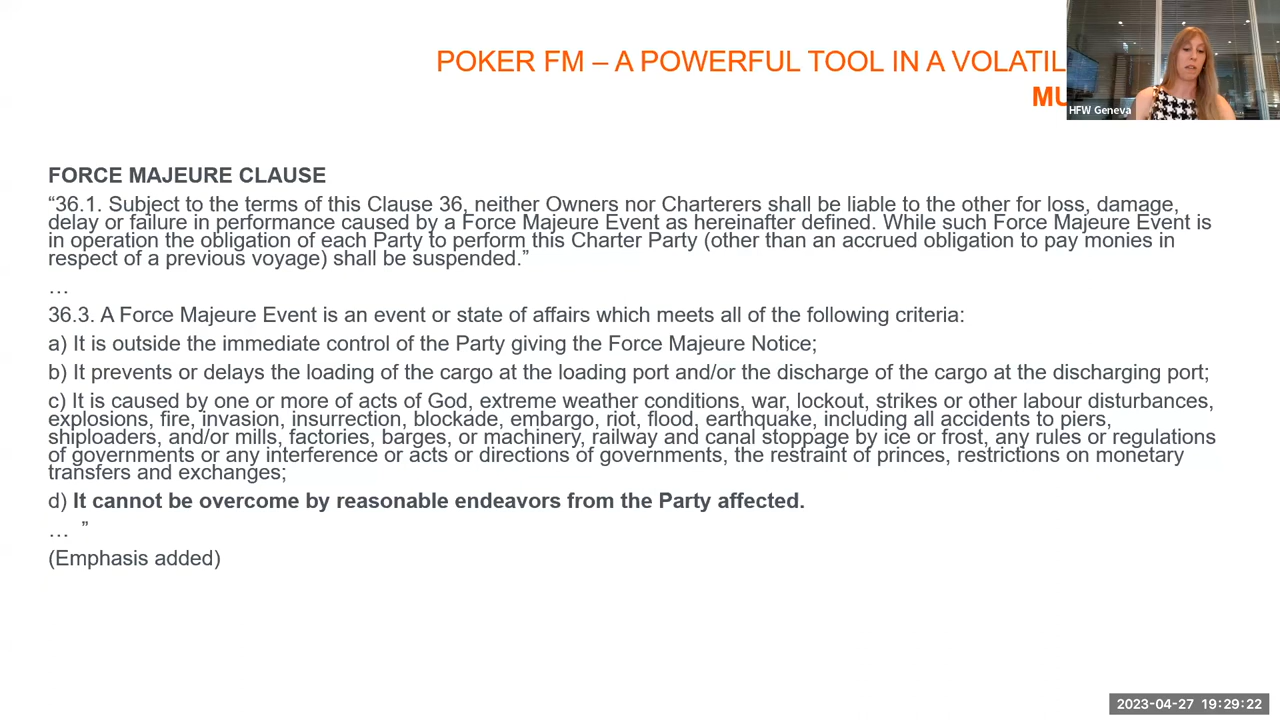 POKER FM – A POWERFUL TOOL IN A VOLATIL
MU
HFW Geneva
FORCE MAJEURE CLAUSE
“36.1. Subject to the terms of this Clause 36, neither Owners nor Charterers shall be liable to the other for loss, damage,
delay or failure in performance caused by a Force Majeure Event as hereinafter defined. While such Force Majeure Event is
in operation the obligation of each Party to perform this Charter Party (other than an accrued obligation to pay monies in
respect of a previous voyage) shall be suspended.”
…
36.3. A Force Majeure Event is an event or state of affairs which meets all of the following criteria:
a) It is outside the immediate control of the Party giving the Force Majeure Notice;
b) It prevents or delays the loading of the cargo at the loading port and/or the discharge of the cargo at the discharging port;
c) It is caused by one or more of acts of God, extreme weather conditions, war, lockout, strikes or other labour disturbances,
explosions, fire, invasion, insurrection, blockade, embargo, riot, flood, earthquake, including all accidents to piers,
shiploaders, and/or mills, factories, barges, or machinery, railway and canal stoppage by ice or frost, any rules or regulations
of governments or any interference or acts or directions of governments, the restraint of princes, restrictions on monetary
transfers and exchanges;
d) It cannot be overcome by reasonable endeavors from the Party affected.
… ”
(Emphasis added)
2023-04-27 19:29:22